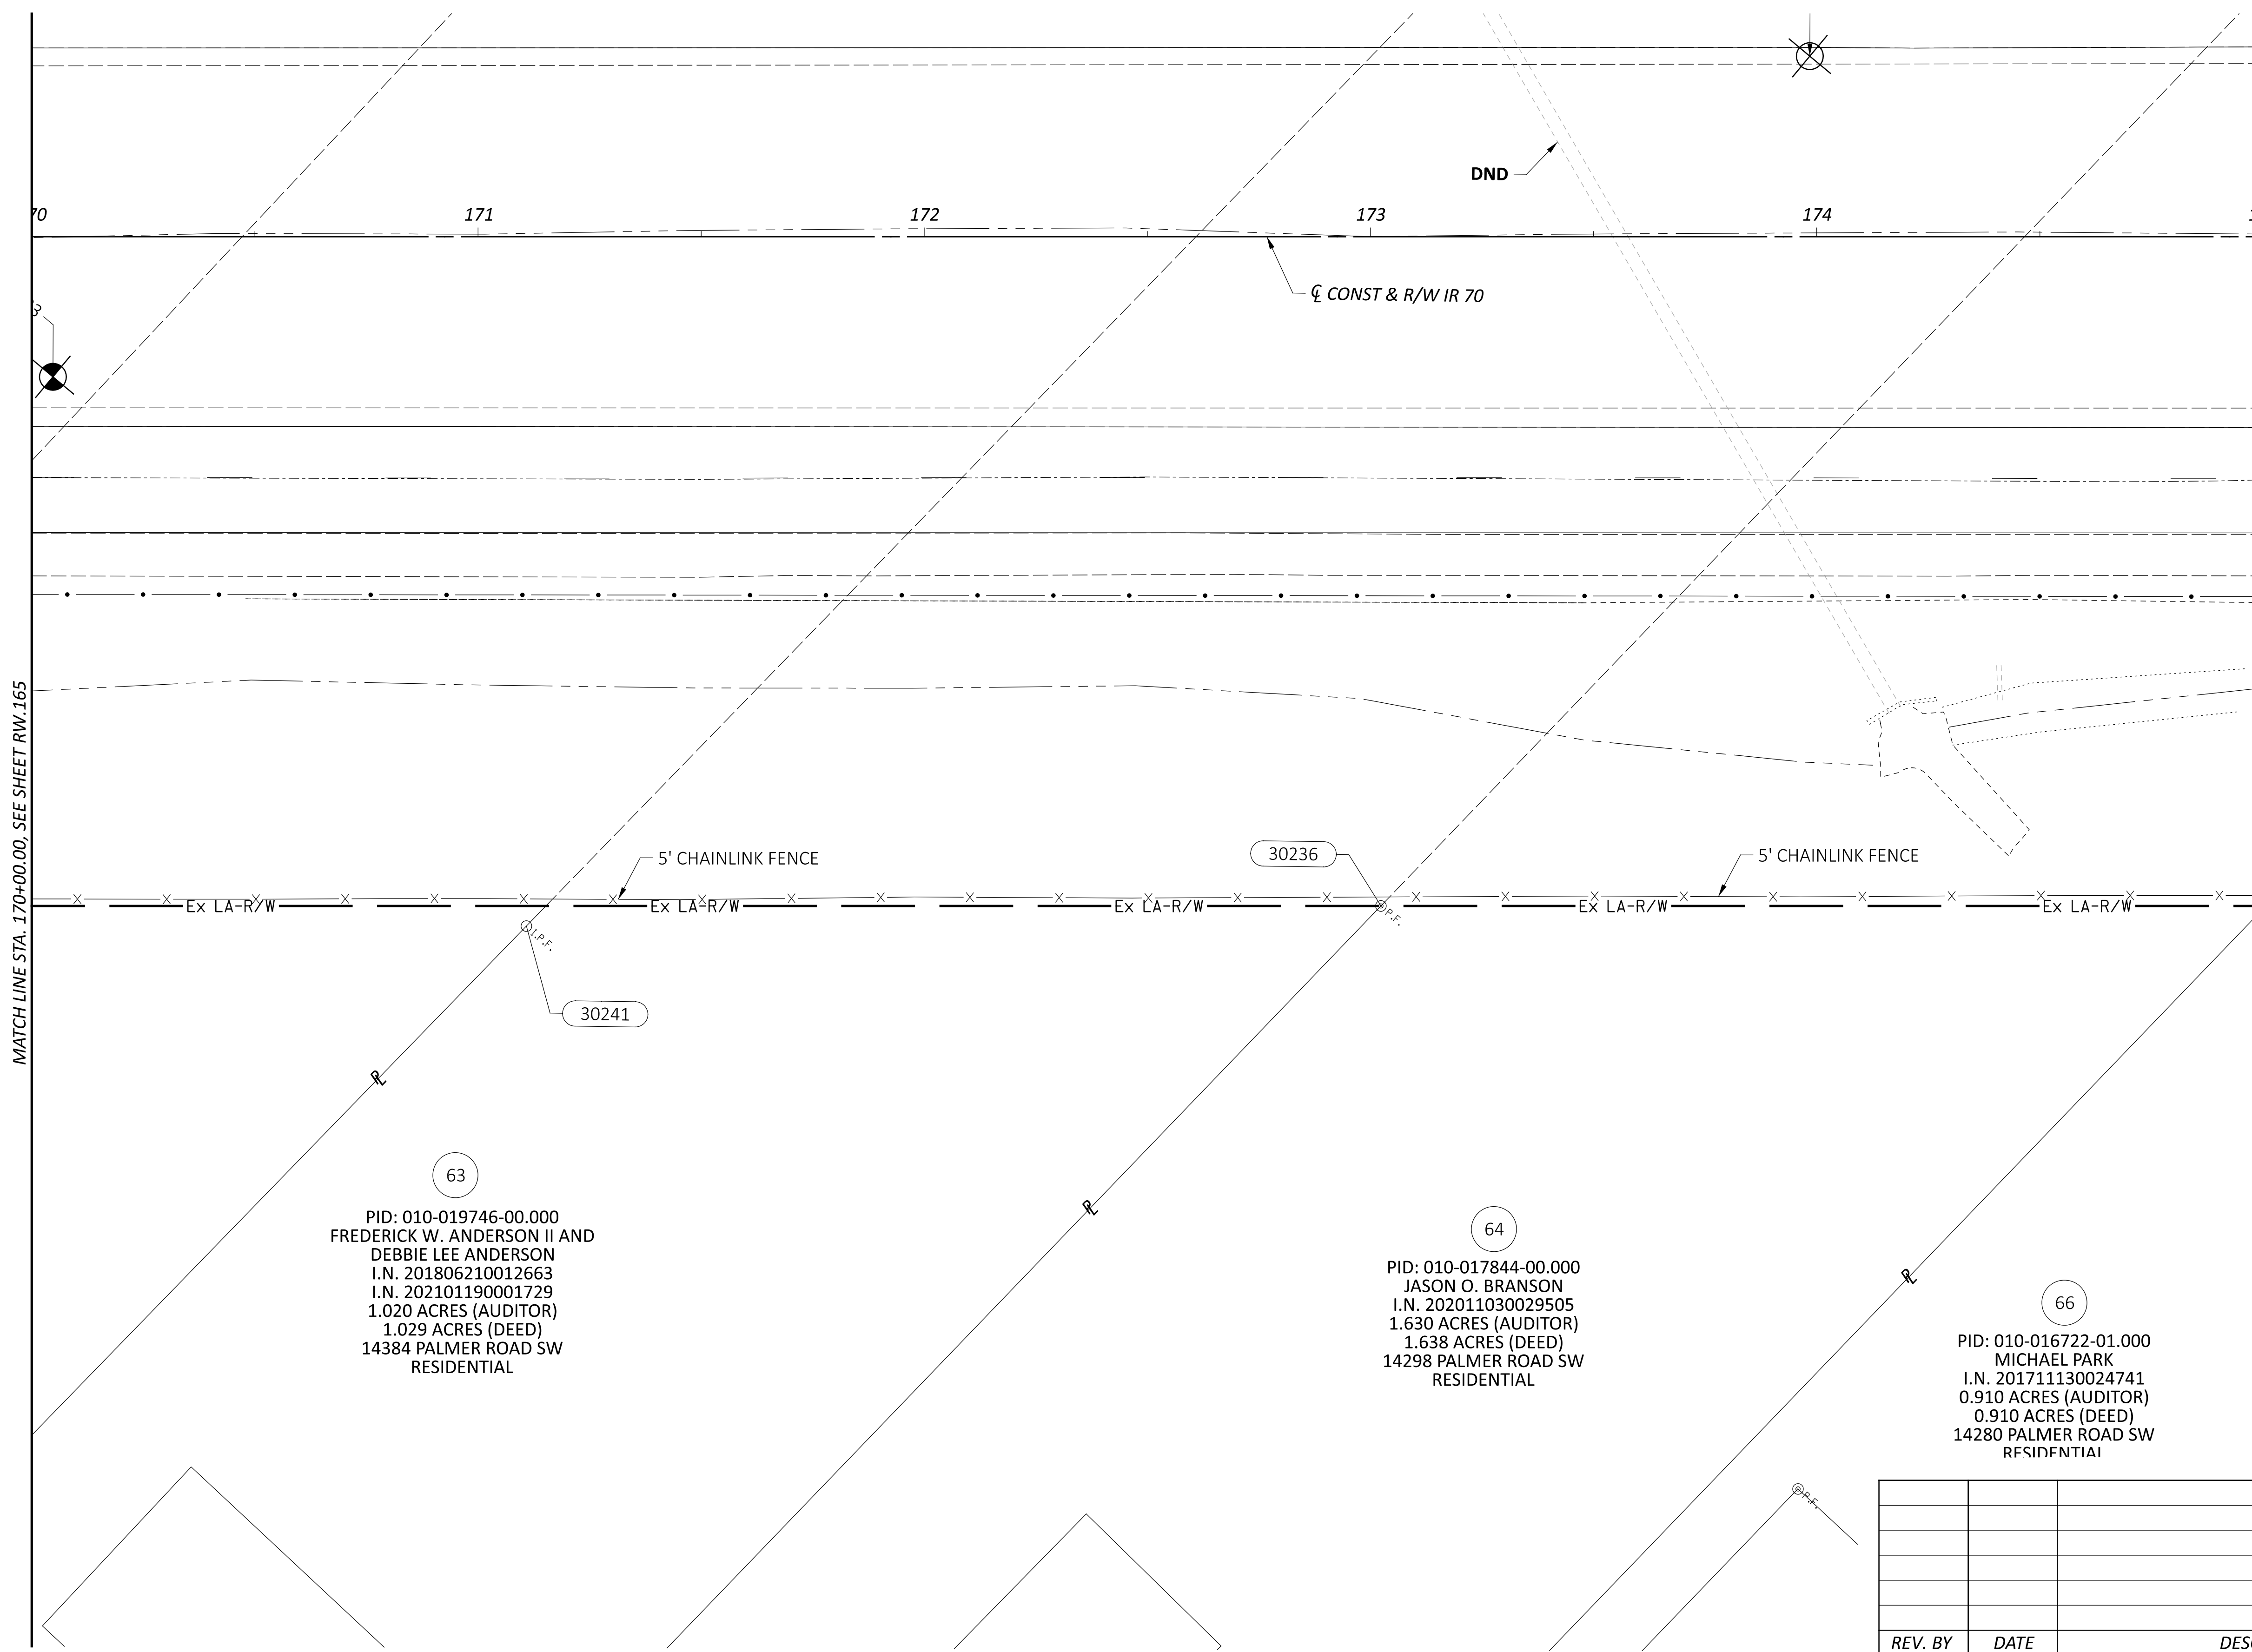 70
171
172
173
174
DND
℄ CONST & R/W IR 70
MATCH LINE STA. 170+00.00, SEE SHEET RW.165
5' CHAINLINK FENCE
30236
5' CHAINLINK FENCE
Ex LA-R/W
Ex LA-R/W
Ex LA-R/W
Ex LA-R/W
Ex LA-R/W
I.P.F.
P.F.
30241
63
PID: 010-019746-00.000
FREDERICK W. ANDERSON II AND
DEBBIE LEE ANDERSON
I.N. 201806210012663
I.N. 202101190001729
1.020 ACRES (AUDITOR)
1.029 ACRES (DEED)
14384 PALMER ROAD SW
RESIDENTIAL
64
PID: 010-017844-00.000
JASON O. BRANSON
I.N. 202011030029505
1.630 ACRES (AUDITOR)
1.638 ACRES (DEED)
14298 PALMER ROAD SW
RESIDENTIAL
66
PID: 010-016722-01.000
MICHAEL PARK
I.N. 201711130024741
0.910 ACRES (AUDITOR)
0.910 ACRES (DEED)
14280 PALMER ROAD SW
RESIDENTIAL
P.F.
REV. BY
DATE